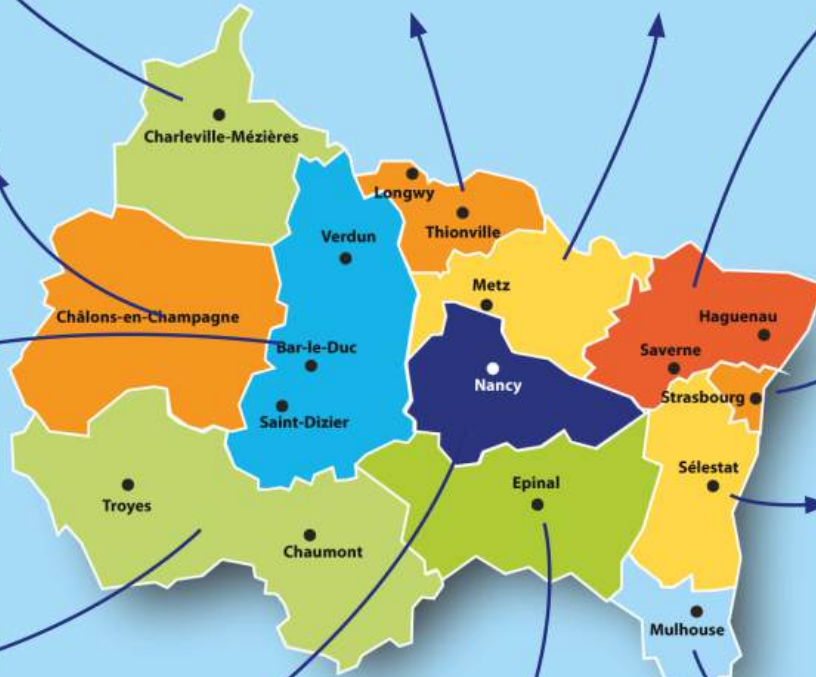 Charleville-Mézières
Longwy
Thionville
Verdun
Metz
Châlons-en-Champagne
Haguenau
Bar-le-Duc
Saverne
Nancy
Strasbourg
Saint-Dizier
Sélestat
Epinal
Troyes
Chaumont
Mulhouse